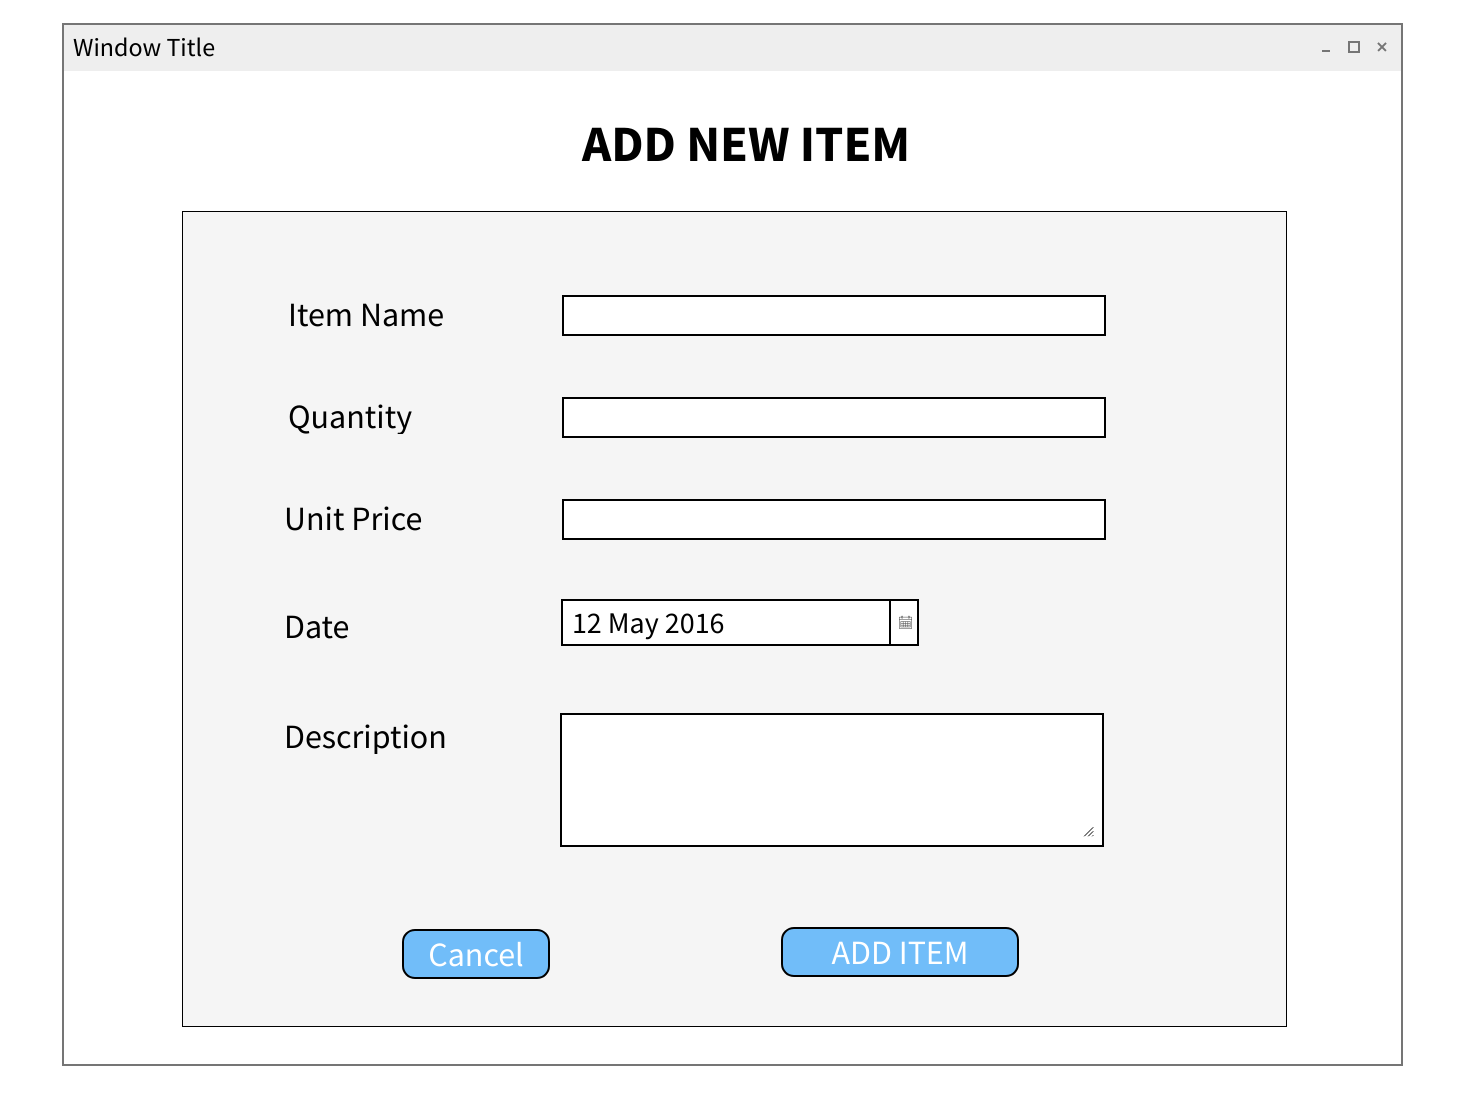 Window Title
ADD NEW ITEM
Item Name
Quantity
Unit Price
Date
12 May 2016
Description
Cancel
ADD ITEM